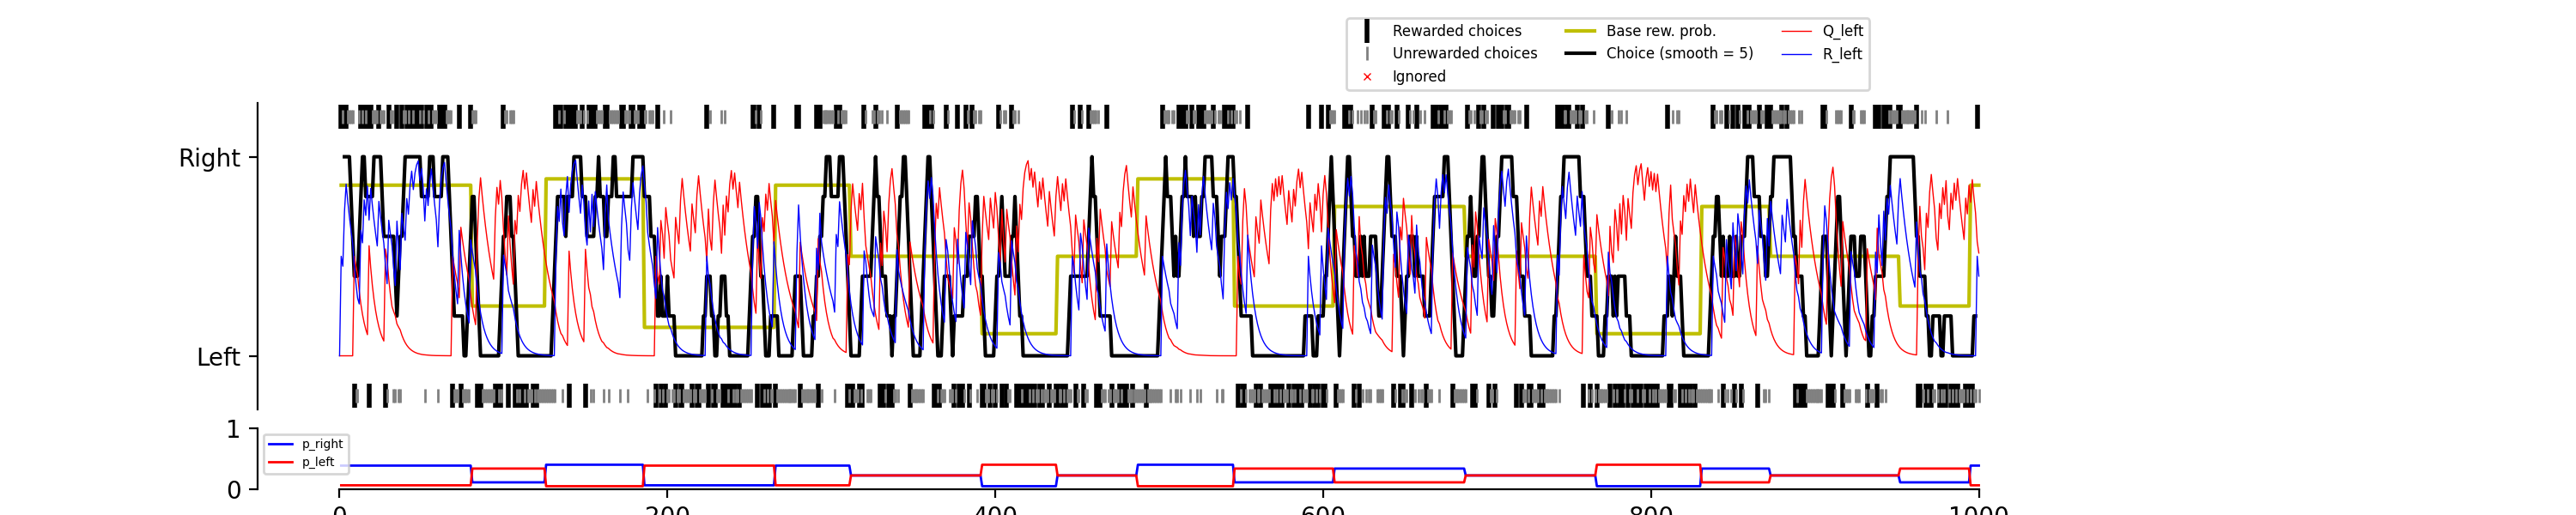 Rewarded choices
Unrewarded choices
Ignored
Base rew. prob.
Choice (smooth = 5)
Q_left
R_left
Right
Left
1
0
p_right
p_left
0 200 400 600 800 1000